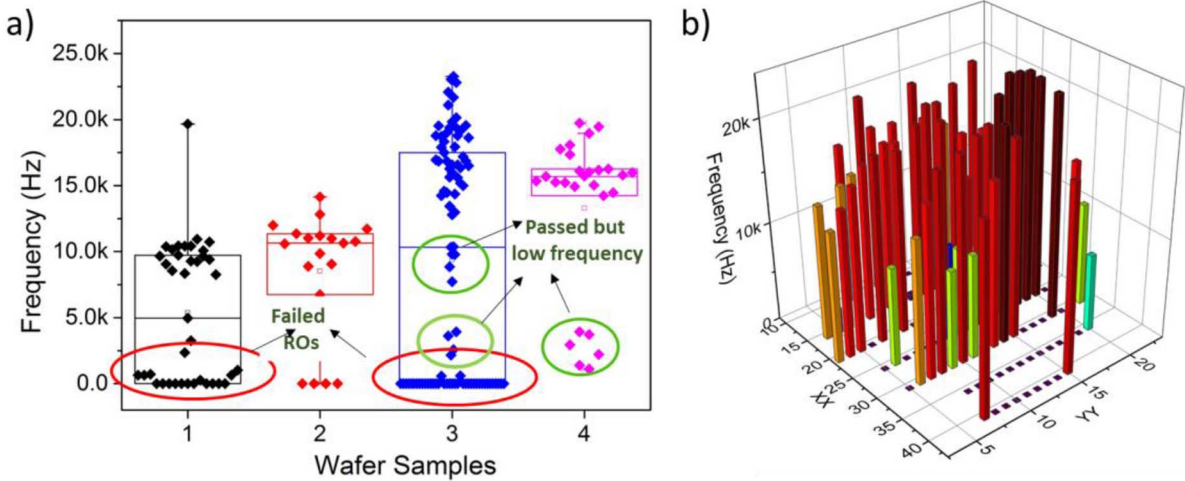 a)
Frequency (Hz)
25.0k
20.0k
15.0k
10.0k
5.0k
0.0
Passed but
low frequency
Failed
ROs
1 2 3 4
Wafer Samples
b)
Frequency (Hz)
20k
10k
0
10
15
20
25
30
35
40
XX
5
10
15
20
YY